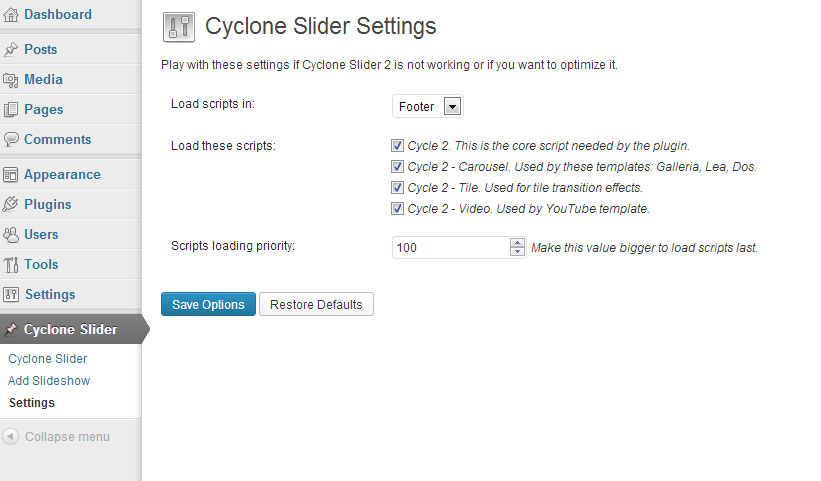 Dashboard
Posts
Media
Pages
Comments
Appearance
Plugins
Users
Tools
Settings
Cyclone Slider
Cyclone Slider
Add Slideshow
Settings
Collapse menu
Cyclone Slider Settings
Play with these settings if Cyclone Slider 2 is not working or if you want to optimize it.
Load scripts in:
Footer
Load these scripts:
Cycle 2. This is the core script needed by the plugin.
Cycle 2 - Carousel. Used by these templates: Galleria, Lea, Dos.
Cycle 2 - Tile. Used for tile transition effects.
Cycle 2 - Video. Used by YouTube template.
Scripts loading priority:
100
Make this value bigger to load scripts last.
Save Options
Restore Defaults